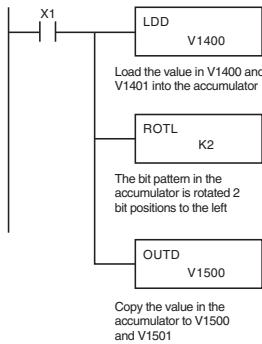 X1
LDD
V1400
Load the value in V1400 and
V1401 into the accumulator
ROTL
K2
The bit pattern in the
accumulator is rotated 2
bit positions to the left
OUTD
V1500
Copy the value in the
accumulator to V1500
and V1501